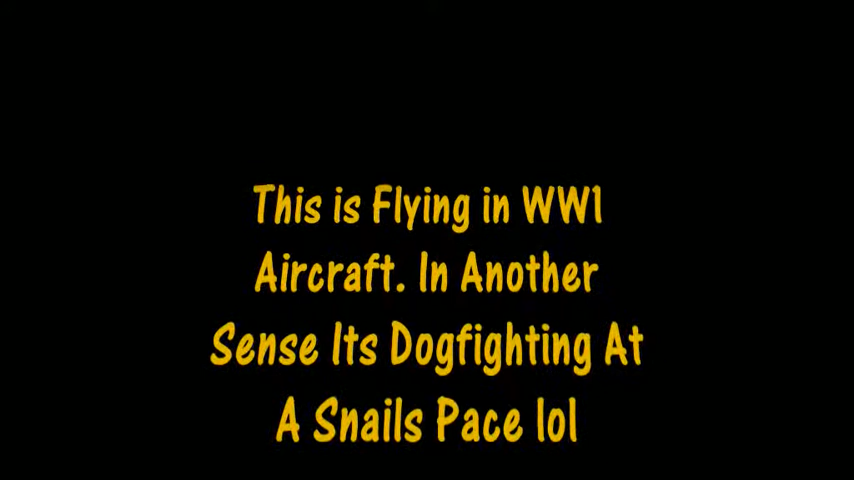 This is Flying in WW1
Aircraft. In Another
Sense Its Dogfighting At
A Snails Pace lol